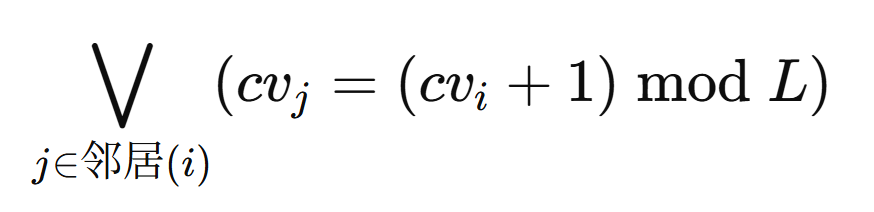 ⋁ (cv_j = (cv_i + 1) mod L)
j∈邻居(i)